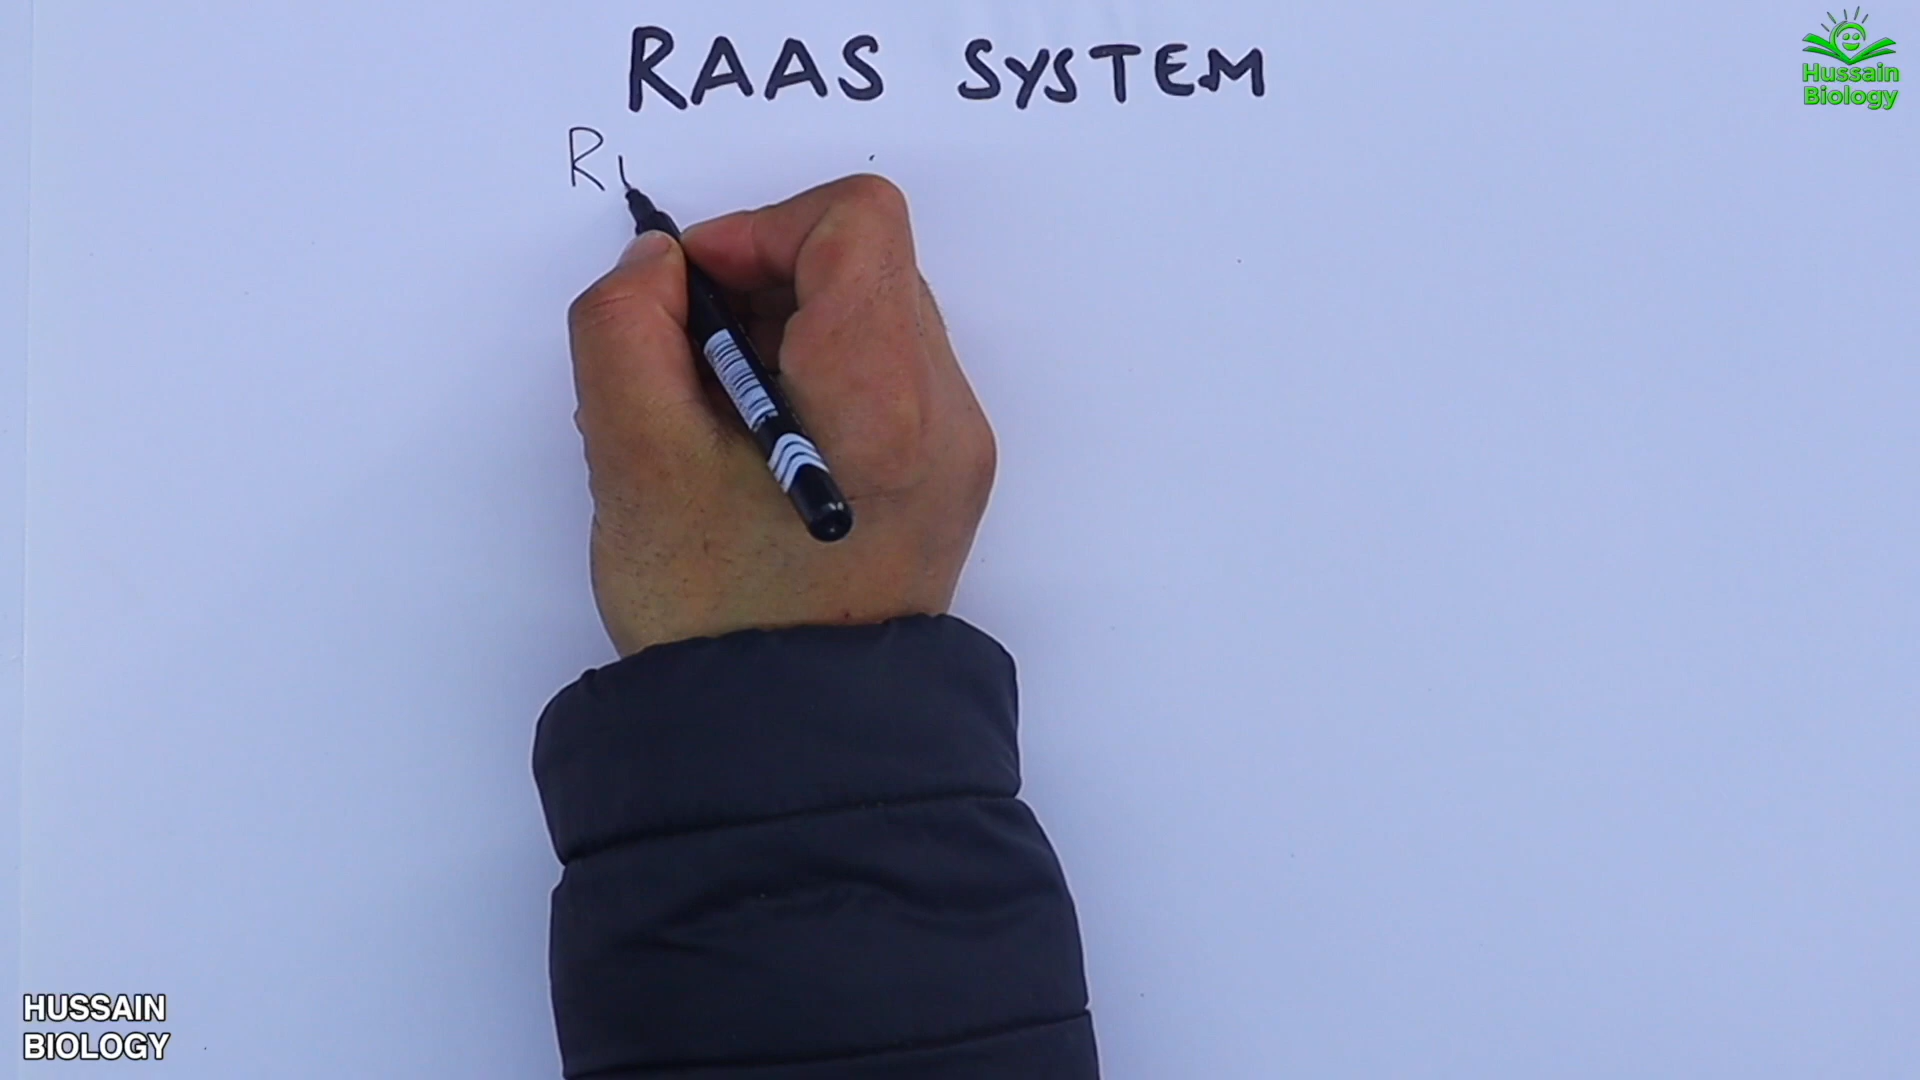 RAAS SYSTEM
R
Hussain
Biology
HUSSAIN
BIOLOGY